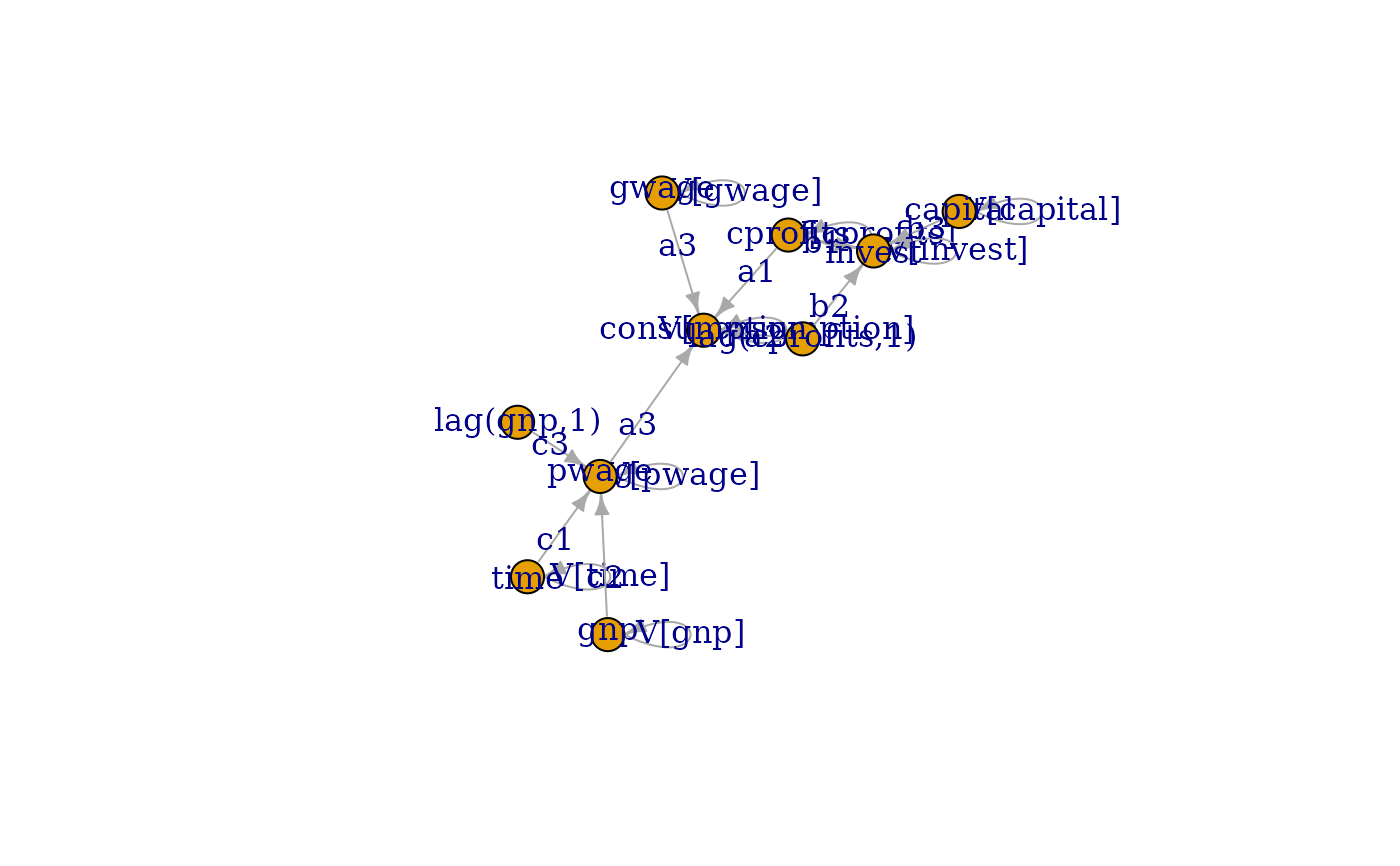 gwage
V[gwage]
capital
V[capital]
a3
cprofits
V[cprofits]
b3
b1
invest
V[invest]
a1
b2
consumption
V[consumption]
lag(cprofits,1)
a2
lag(gnp,1)
a3
c3
pwage
V[pwage]
c1
time
V[time]
c2
gnp
V[gnp]